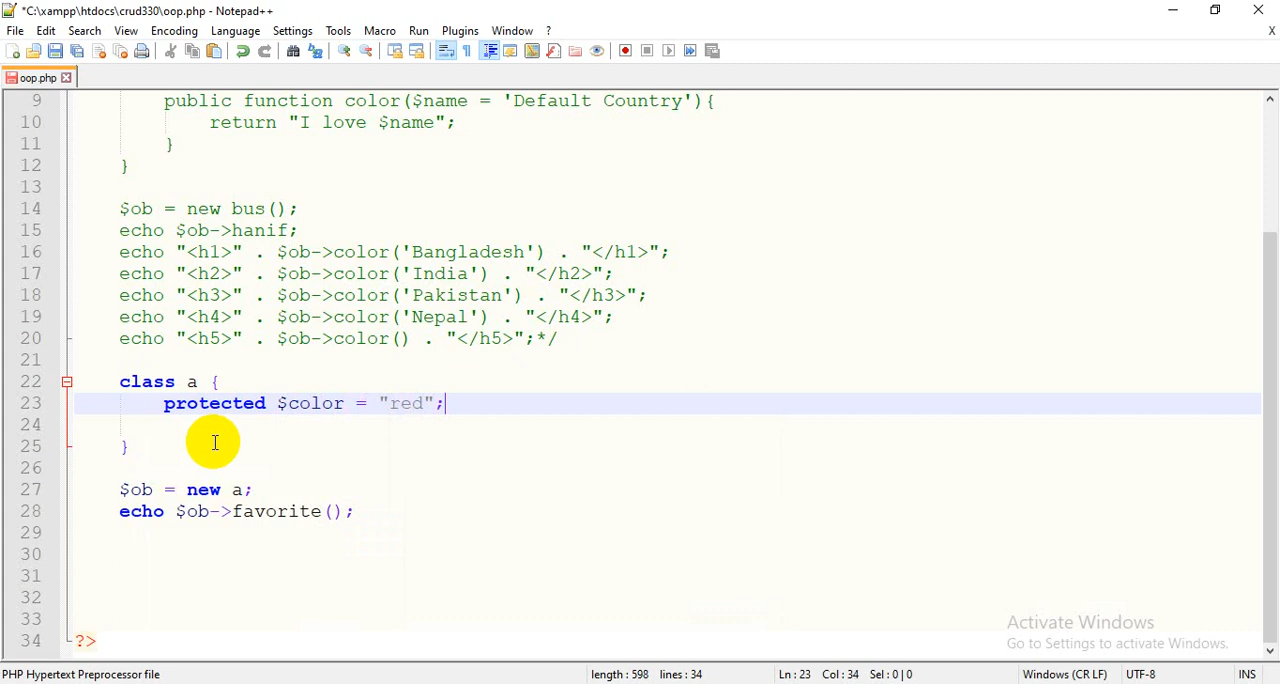 *C:\xampp\htdocs\crud330\oop.php - Notepad++
File Edit Search View Encoding Language Settings Tools Macro Run Plugins Window ? X
oop.php
9 public function color($name = 'Default Country'){
10 return "I love $name";
11 }
12 }
13
14 $ob = new bus();
15 echo $ob->hanif;
16 echo "<h1>" . $ob->color('Bangladesh') . "</h1>";
17 echo "<h2>" . $ob->color('India') . "</h2>";
18 echo "<h3>" . $ob->color('Pakistan') . "</h3>";
19 echo "<h4>" . $ob->color('Nepal') . "</h4>";
20 echo "<h5>" . $ob->color() . "</h5>";*/
21
22 class a {
23 protected $color = "red";
24
25 }
26
27 $ob = new a;
28 echo $ob->favorite();
29
30
31
32
33
34 ?>
Activate Windows
Go to Settings to activate Windows.
PHP Hypertext Preprocessor file length : 598 lines : 34 Ln : 23 Col : 34 Sel : 0 | 0 Windows (CR LF) UTF-8 INS